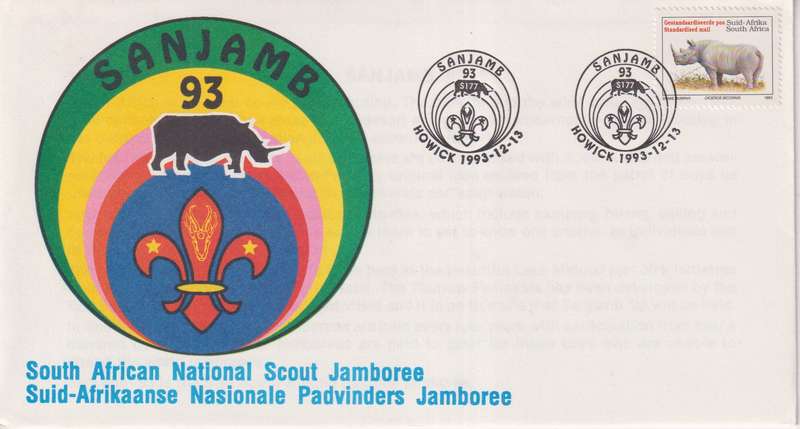 SANJAMB
93
SANJAMB
93
S177
HOWICK 1993-12-13
SANJAMB
93
S177
HOWICK 1993-12-13
Gestandaardiseerde pos Suid-Afrika
Standardised mail South Africa
1993
South African National Scout Jamboree
Suid-Afrikaanse Nasionale Padvinders Jamboree